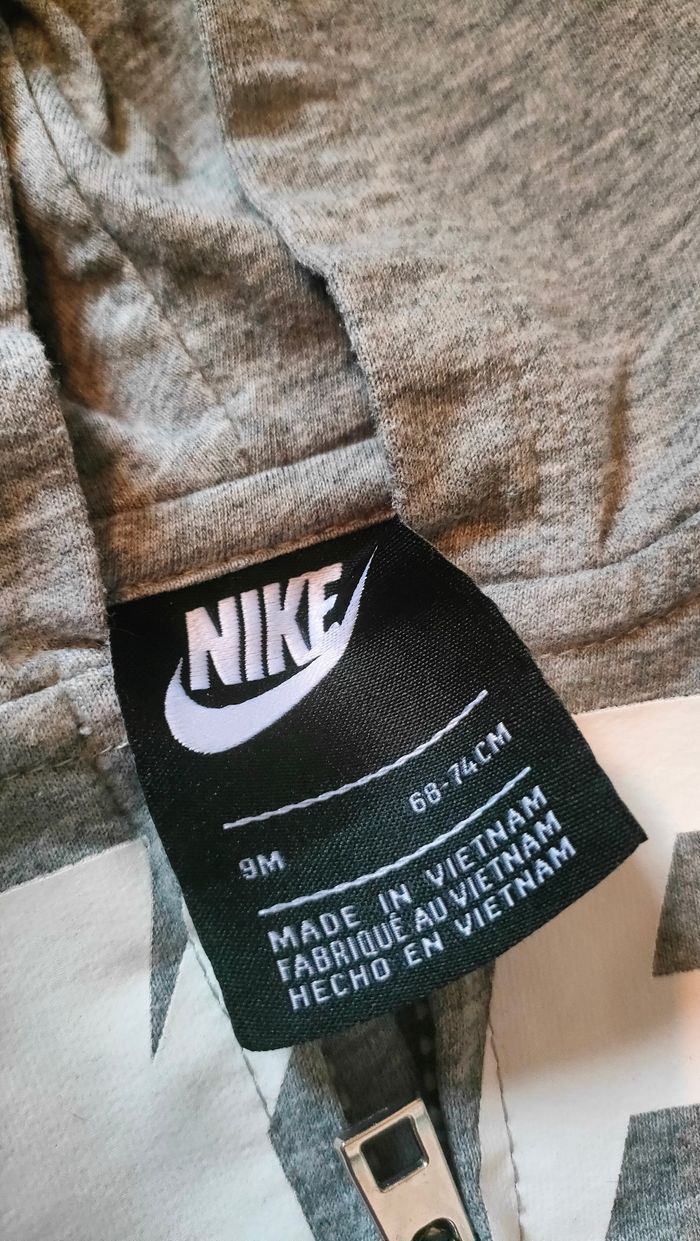 NIKE
68-74CM
9M
MADE IN VIETNAM
FABRIQUÉ AU VIETNAM
HECHO EN VIETNAM